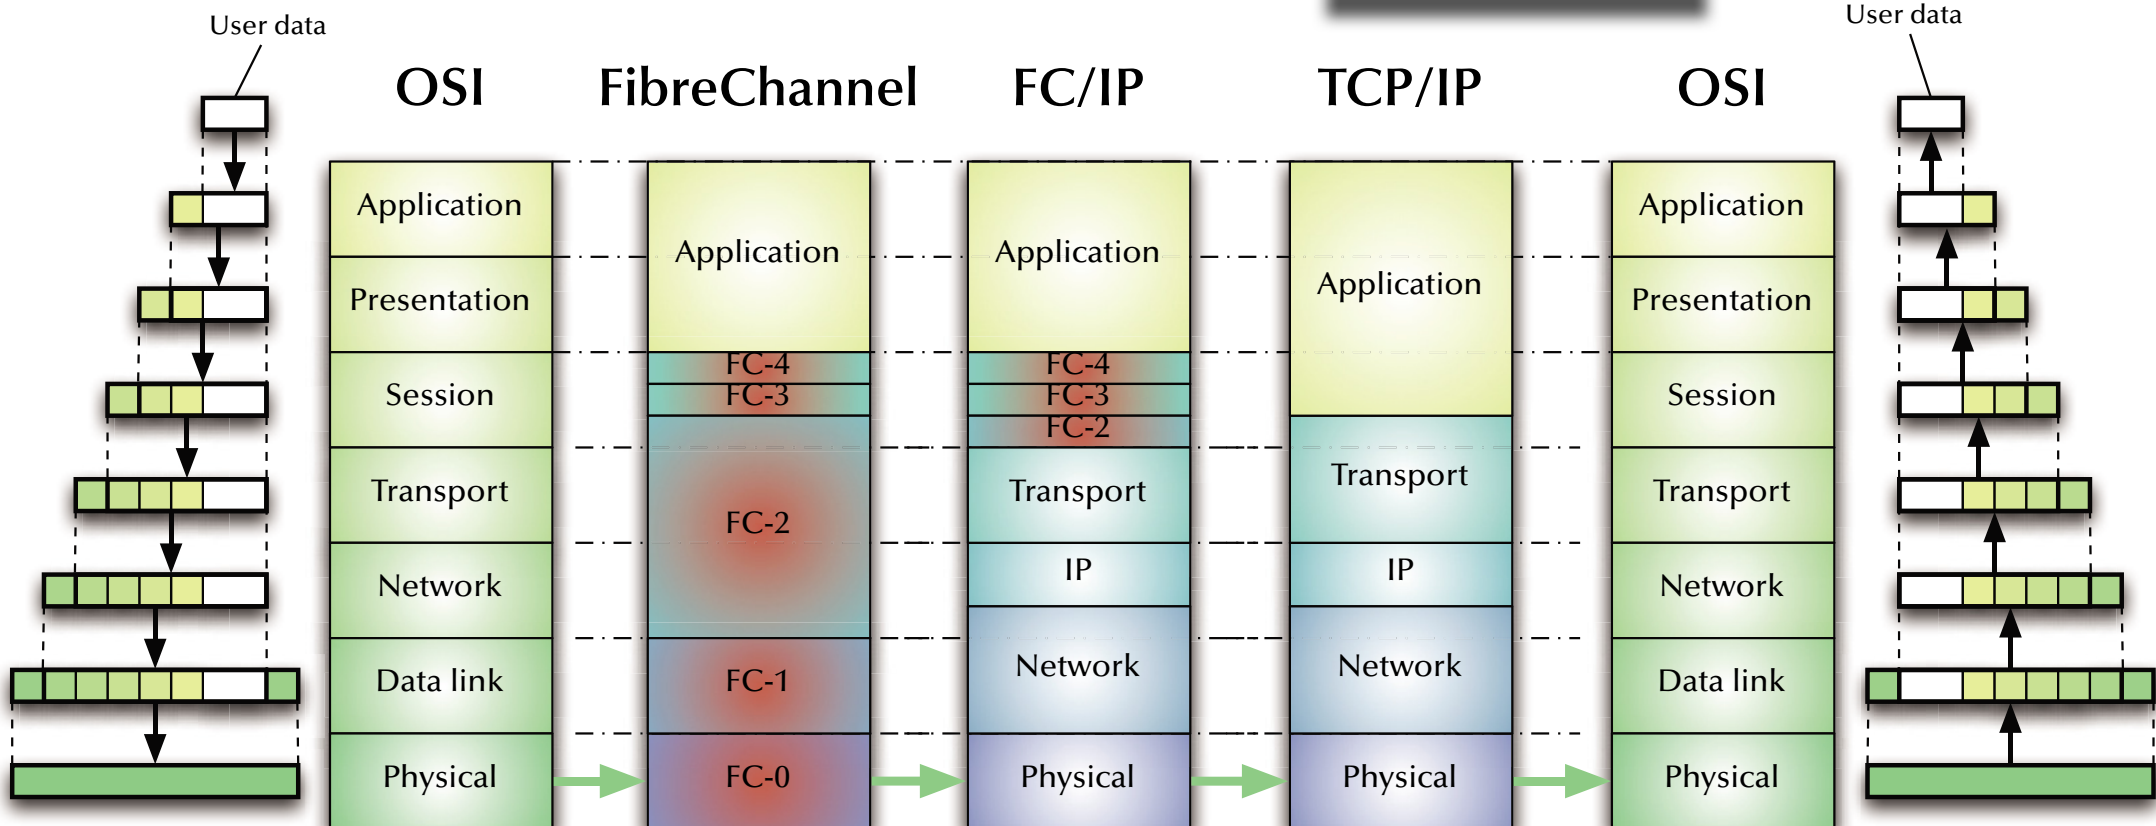 User data
User data
OSI
FibreChannel
FC/IP
TCP/IP
OSI
Application
Presentation
Session
Transport
Network
Data link
Physical
Application
FC-4
FC-3
FC-2
FC-1
FC-0
Application
FC-4
FC-3
FC-2
Transport
IP
Network
Physical
Application
Transport
IP
Network
Physical
Application
Presentation
Session
Transport
Network
Data link
Physical